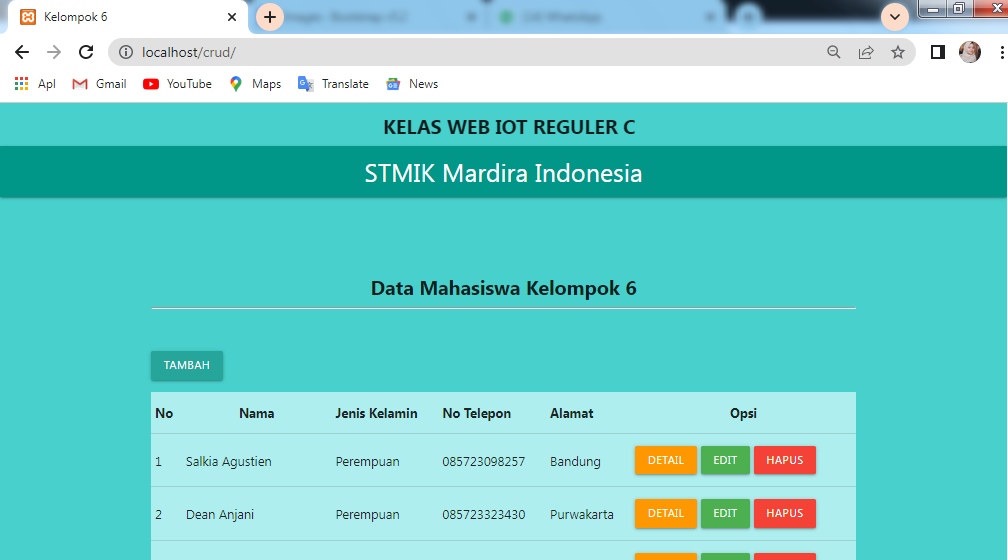 Kelompok 6
localhost/crud/
Apl Gmail YouTube Maps Translate News
KELAS WEB IOT REGULER C
STMIK Mardira Indonesia
Data Mahasiswa Kelompok 6
TAMBAH
No Nama Jenis Kelamin No Telepon Alamat Opsi
1 Salkia Agustien Perempuan 085723098257 Bandung DETAIL EDIT HAPUS
2 Dean Anjani Perempuan 085723323430 Purwakarta DETAIL EDIT HAPUS